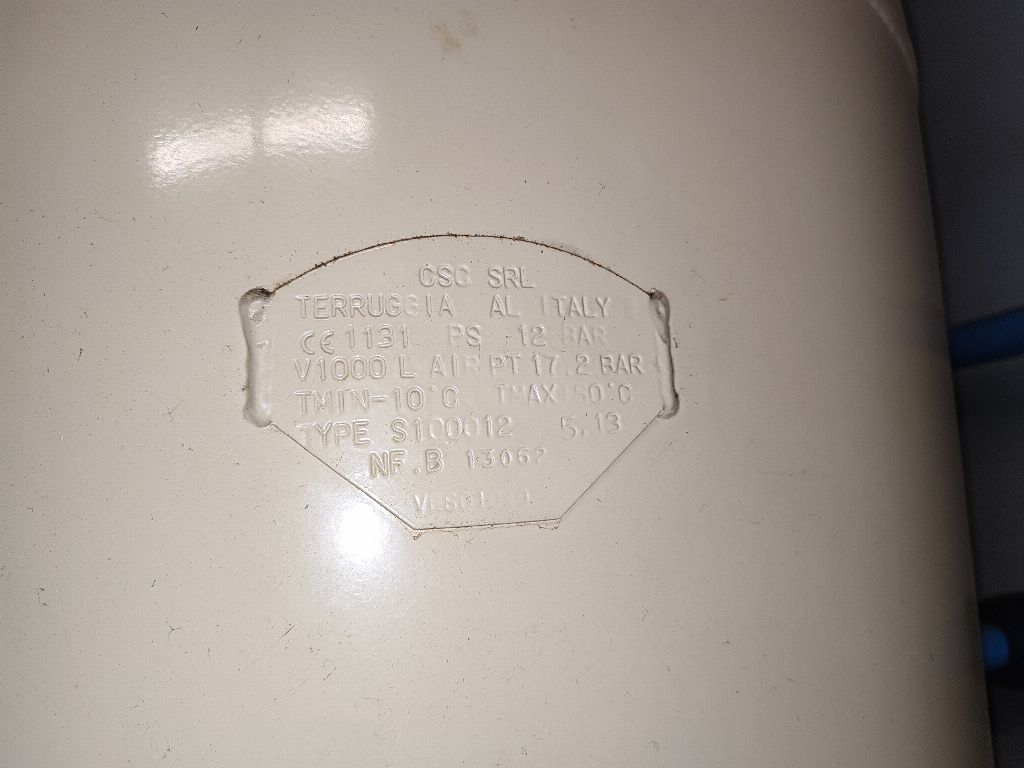 CSC SRL
TERRUGGIA AL ITALY
CE 1131 PS 12 BAR
V1000 L AIR PT 17.2 BAR
TMIN-10°C TMAX 50°C
TYPE S100012 5.13
NF.B 13062